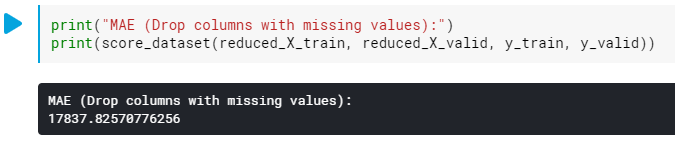 print("MAE (Drop columns with missing values):")
print(score_dataset(reduced_X_train, reduced_X_valid, y_train, y_valid))
MAE (Drop columns with missing values):
17837.82570776256